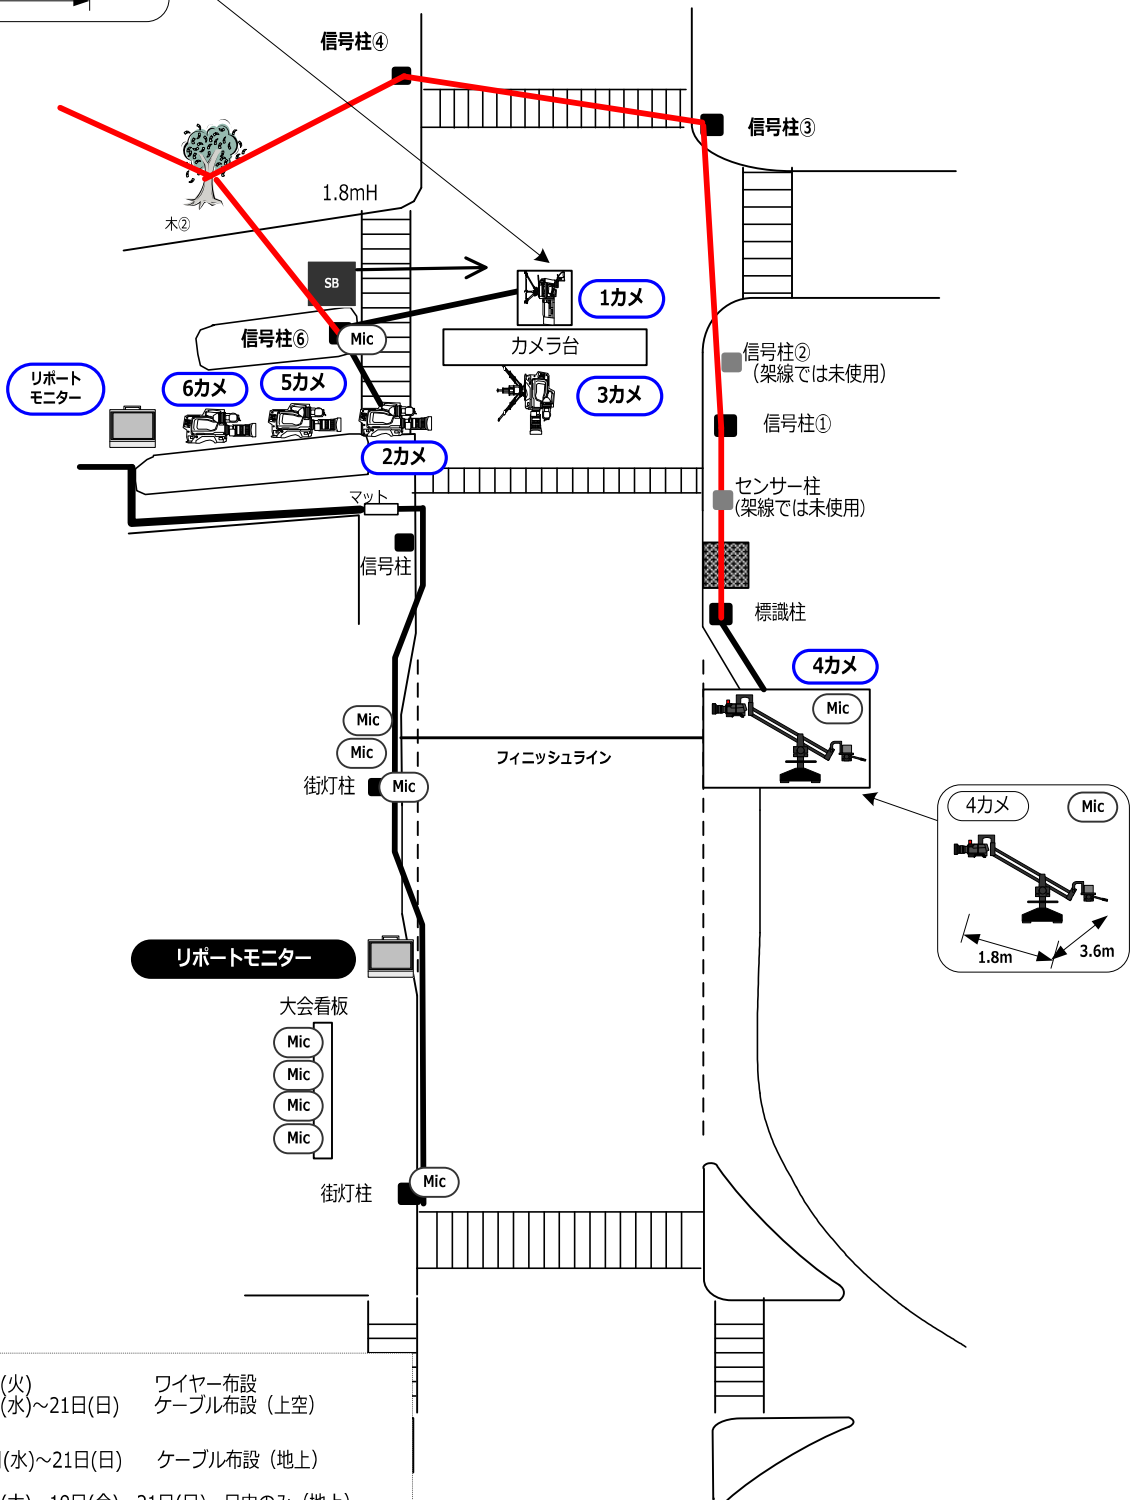 信号柱④
信号柱③
1.8mH
木②
SB
1カメ
信号柱⑥
Mic
カメラ台
信号柱②
（架線では未使用）
リポート
モニター
6カメ
5カメ
3カメ
信号柱①
2カメ
センサー柱
(架線では未使用)
マット
信号柱
標識柱
4カメ
Mic
Mic
Mic
フィニッシュライン
街灯柱
Mic
4カメ
Mic
1.8m
3.6m
リポートモニター
大会看板
Mic
Mic
Mic
Mic
街灯柱
Mic
(火) ワイヤー布設
(水)～21日(日) ケーブル布設（上空）
(水)～21日(日) ケーブル布設（地上）